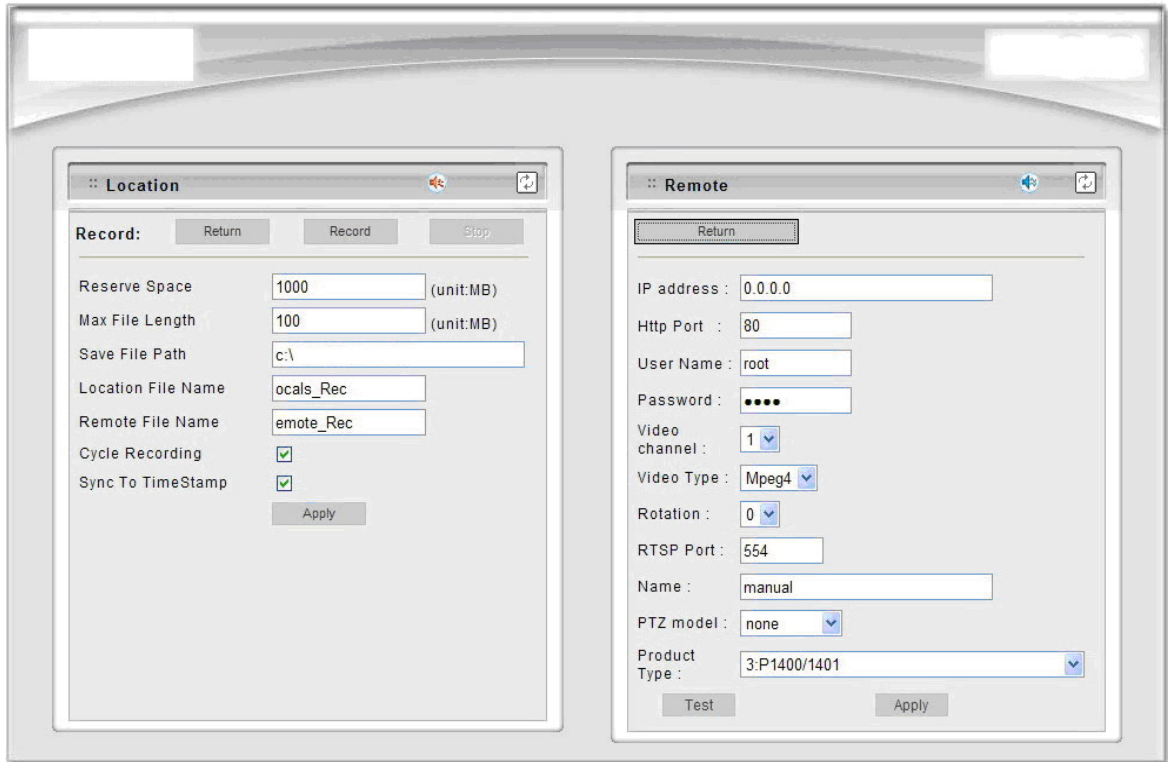 Location
Record: Return Record Stop
Reserve Space 1000 (unit:MB)
Max File Length 100 (unit:MB)
Save File Path c:\
Location File Name ocals_Rec
Remote File Name emote_Rec
Cycle Recording
Sync To TimeStamp
Apply
Remote
Return
IP address : 0.0.0.0
Http Port : 80
User Name : root
Password : ●●●●
Video
channel : 1
Video Type : Mpeg4
Rotation : 0
RTSP Port : 554
Name : manual
PTZ model : none
Product
Type : 3:P1400/1401
Test Apply